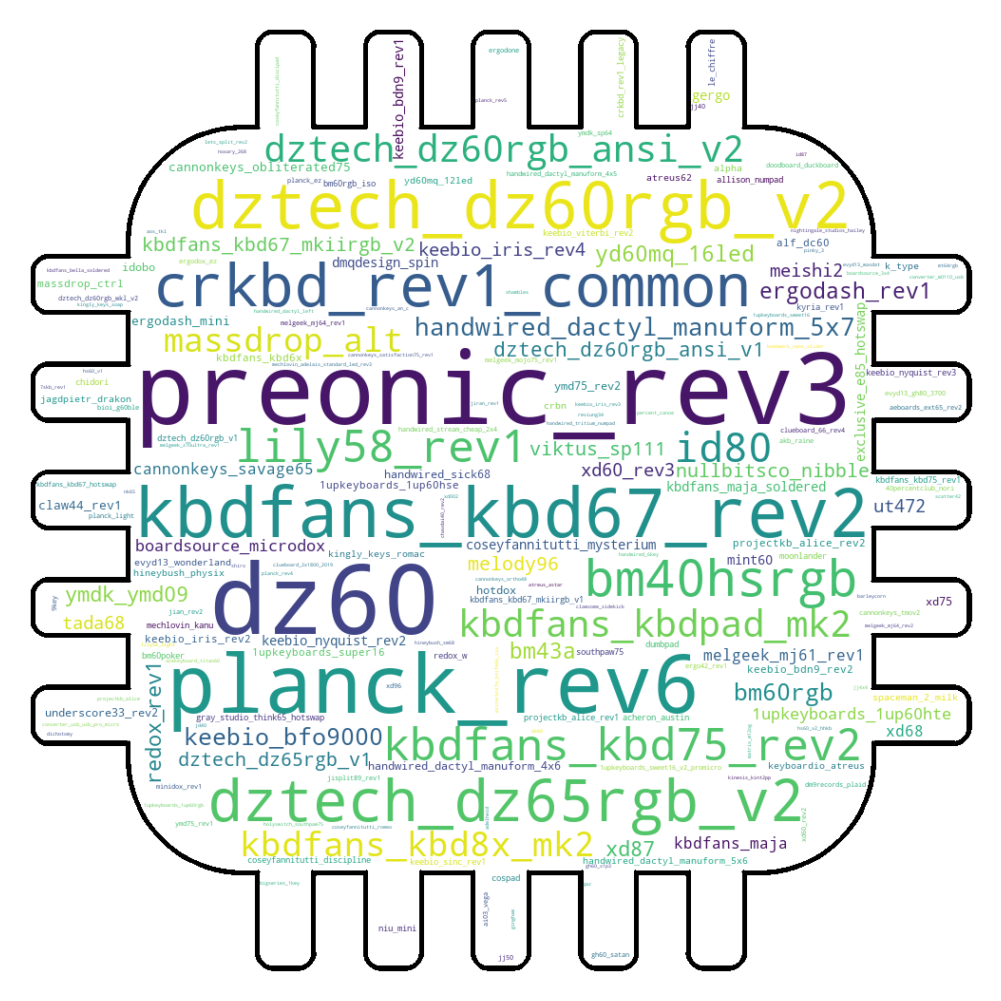 ergodone
planck_rev5
keebio_bdn9_rev1
crkbd_rev1_legacy
le_chiffre
gergo
jj40
ymdk_sp64
dztech_dz60rgb_ansi_v2
cannonkeys_obliterated75
planck_ez
bm60rgb_iso
yd60mq_12led
handwired_dactyl_manuform_4x5
atreus62
alpha
allison_numpad
doodboard_duckboard
id87
dztech_dz60rgb_v2
keebio_viterbi_rev2
kbdfans_kbd67_mkiirgb_v2
keebio_iris_rev4
yd60mq_16led
alf_dc60
idobo
massdrop_ctrl
ergodox_ez
dmqdesign_spin
meishi2
k_type
dztech_dz60rgb_mkl_v2
crkbd_rev1_common
ergodash_rev1
kyria_rev1
ergodash_mini
melgeek_mj64_rev1
handwired_dactyl_manuform_5x7
massdrop_alt
dztech_dz60rgb_ansi_v1
kbdfans_kbd6x
exclusive_e85_hotswap
keebio_nyquist_rev3
chidori
jagdpietr_drakon
preonic_rev3
ymd75_rev2
crbn
evyd13_gh80_3700
aeboards_ext65_rev2
clueboard_66_rev4
akb_raine
dztech_dz60rgb_v1
lily58_rev1
viktus_sp111
id80
cannonkeys_savage65
handwired_sick68
xd60_rev3
nullbitsco_nibble
kbdfans_kbd67_hotswap
1upkeyboards_1up60hse
kbdfans_maja_soldered
kbdfans_kbd75_rev1
claw44_rev1
planck_light
kbdfans_kbd67_rev2
ut472
boardsource_microdox
kingly_keys_romac
coseyfannitutti_mysterium
projectkb_alice_rev2
evyd13_wonderland
hineybush_physix
melody96
mint60
moonlander
dz60
hotdox
bm40hsrgb
kbdfans_kbd67_mkiirgb_v1
ymdk_ymd09
tada68
jian_rev2
mechlovin_kanu
kbdfans_kbdpad_mk2
xd75
keebio_iris_rev2
keebio_nyquist_rev2
bm60poker
1upkeyboards_super16
redox_w
bm43a
southpaw75
dumbpad
melgeek_mj61_rev1
keebio_bdn9_rev2
redox_rev1
planck_rev6
xd96
bm60rgb
spaceman_2_milk
underscore33_rev2
gray_studio_think65_hotswap
projectkb_alice_rev1
acheron_austin
1upkeyboards_1up60hte
xd68
keebio_bfo9000
kbdfans_kbd75_rev2
dztech_dz65rgb_v1
handwired_dactyl_manuform_4x6
1upkeyboards_sweet16_v2_promicro
keyboardio_atreus
minidox_rev1
jisplit89_rev1
dm9records_plaid
dztech_dz65rgb_v2
ymd75_rev1
xd60_rev2
kbdfans_kbd8x_mk2
xd87
kbdfans_maja
coseyfannitutti_discipline
keebio_sinc_rev1
handwired_dactyl_manuform_5x6
cospad
ai03_vega
niu_mini
jj50
gh60_satan